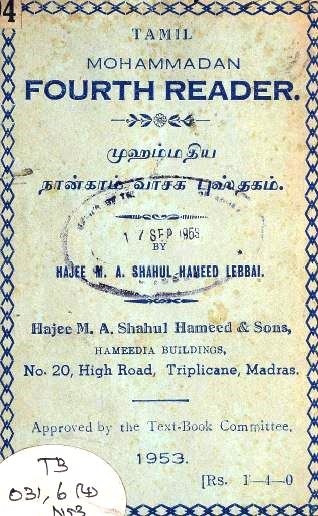 04
TAMIL
MOHAMMADAN
FOURTH READER.
முஹம்மதிய
நான்காம் வாசக புஸ்தகம்.
17 SEP 1953
BY
HAJEE M. A. SHAHUL HAMEED LEBBAI.
Hajee M. A. Shahul Hameed & Sons,
HAMEEDIA BUILDINGS,
No. 20, High Road, Triplicane, Madras.
Approved by the Text-Book Committee.
1953.
[Rs. 1-4-0
TB
031,6
N53